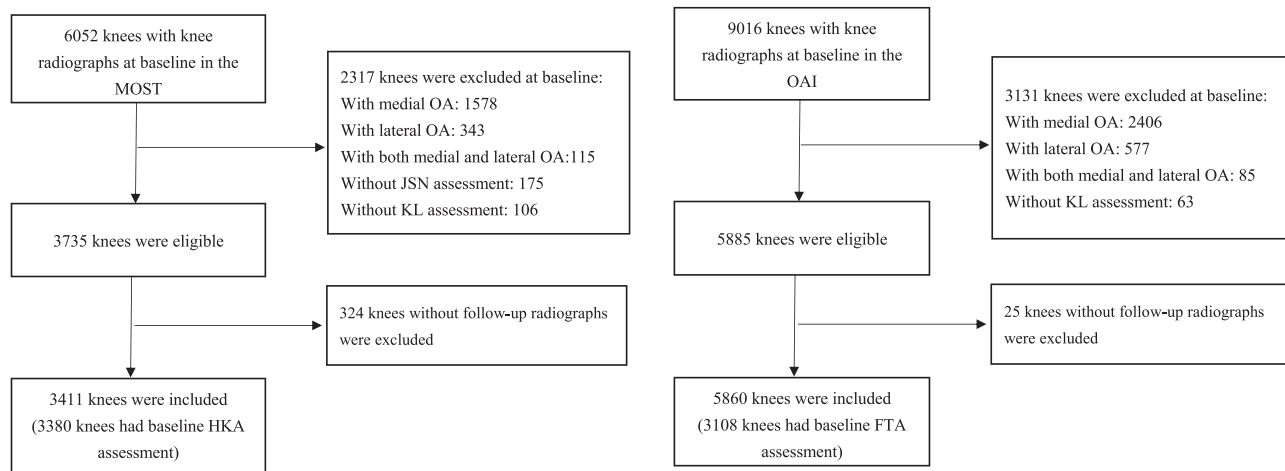 6052 knees with knee
radiographs at baseline in the
MOST
2317 knees were excluded at baseline:
With medial OA: 1578
With lateral OA: 343
With both medial and lateral OA:115
Without JSN assessment: 175
Without KL assessment: 106
3735 knees were eligible
324 knees without follow-up radiographs
were excluded
3411 knees were included
(3380 knees had baseline HKA
assessment)
9016 knees with knee
radiographs at baseline in the
OAI
3131 knees were excluded at baseline:
With medial OA: 2406
With lateral OA: 577
With both medial and lateral OA: 85
Without KL assessment: 63
5885 knees were eligible
25 knees without follow-up radiographs
were excluded
5860 knees were included
(3108 knees had baseline FTA
assessment)